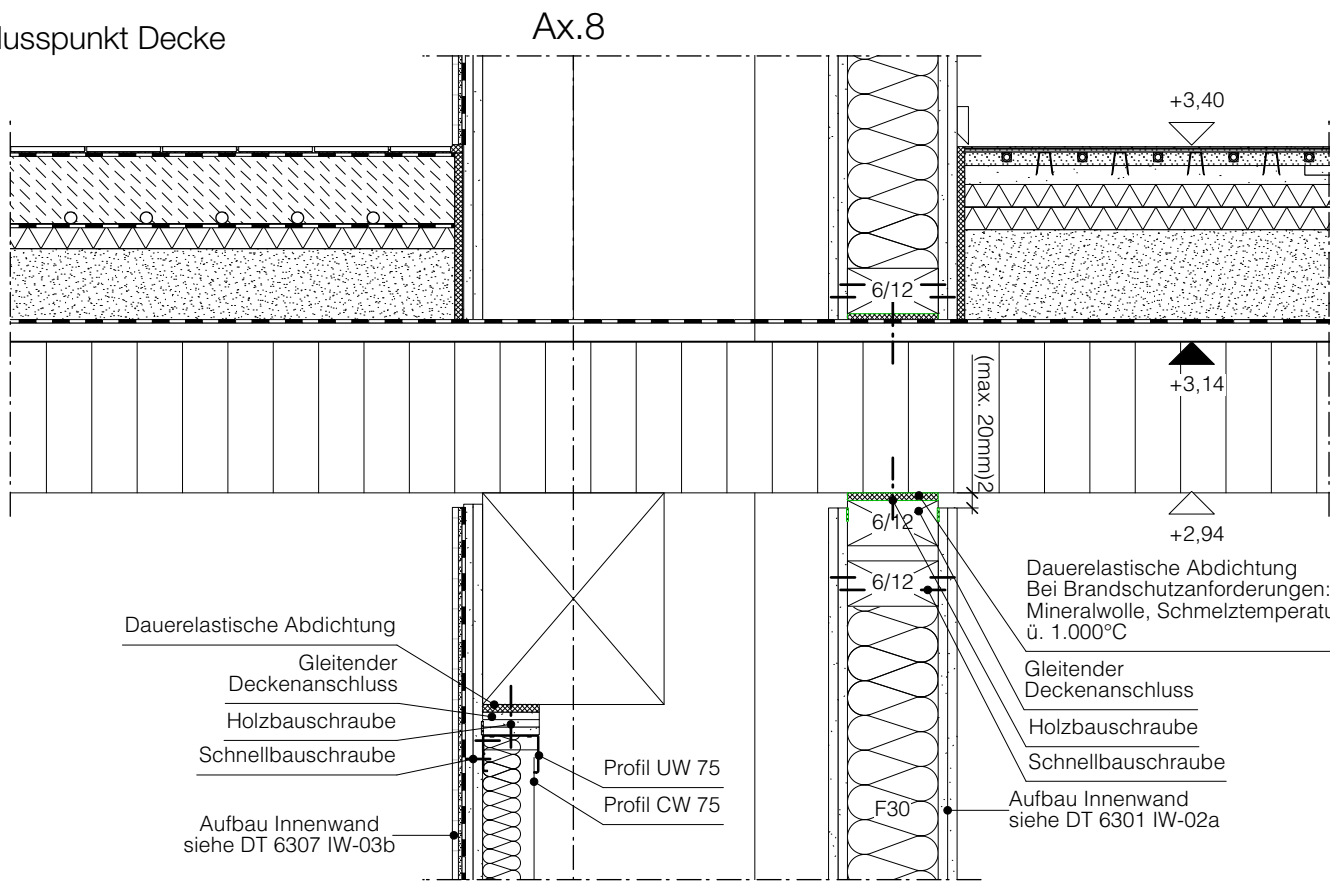 lusspunkt Decke
Ax.8
+3,40
6/12
+3,14
(max. 20mm)2
+2,94
6/12
6/12
Dauerelastische Abdichtung
Bei Brandschutzanforderungen:
Mineralwolle, Schmelztemperatu
ü. 1.000°C
Gleitender
Deckenanschluss
Holzbauschraube
Schnellbauschraube
Aufbau Innenwand
siehe DT 6301 IW-02a
F30
Dauerelastische Abdichtung
Gleitender
Deckenanschluss
Holzbauschraube
Schnellbauschraube
Profil UW 75
Profil CW 75
Aufbau Innenwand
siehe DT 6307 IW-03b